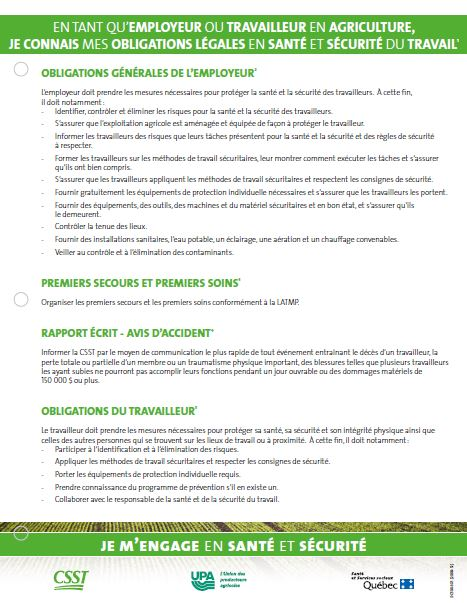 EN TANT QU'EMPLOYEUR OU TRAVAILLEUR EN AGRICULTURE,
JE CONNAIS MES OBLIGATIONS LÉGALES EN SANTÉ ET SÉCURITÉ DU TRAVAIL¹
OBLIGATIONS GÉNÉRALES DE L'EMPLOYEUR²
L'employeur doit prendre les mesures nécessaires pour protéger la santé et la sécurité des travailleurs. À cette fin,
il doit notamment :
- Identifier, contrôler et éliminer les risques pour la santé et la sécurité des travailleurs.
- S'assurer que l'exploitation agricole est aménagée et équipée de façon à protéger le travailleur.
- Informer les travailleurs des risques que leurs tâches présentent pour la santé et la sécurité et des règles de sécurité
à respecter.
- Former les travailleurs sur les méthodes de travail sécuritaires, leur montrer comment exécuter les tâches et s'assurer
qu'ils ont bien compris.
- S'assurer que les travailleurs appliquent les méthodes de travail sécuritaires et respectent les consignes de sécurité.
- Fournir gratuitement les équipements de protection individuelle nécessaires et s'assurer que les travailleurs les portent.
- Fournir des équipements, des outils, des machines et du matériel sécuritaires et en bon état, et s'assurer qu'ils
le demeurent.
- Contrôler la tenue des lieux.
- Fournir des installations sanitaires, l'eau potable, un éclairage, une aération et un chauffage convenables.
- Veiller au contrôle et à l'élimination des contaminants.
PREMIERS SECOURS ET PREMIERS SOINS³
Organiser les premiers secours et les premiers soins conformément à la LATMP.
RAPPORT ÉCRIT - AVIS D'ACCIDENT⁴
Informer la CSST par le moyen de communication le plus rapide de tout événement entraînant le décès d'un travailleur, la
perte totale ou partielle d'un membre ou un traumatisme physique important, des blessures telles que plusieurs travailleurs
les ayant subies ne pourront pas accomplir leurs fonctions pendant un jour ouvrable ou des dommages matériels de
150 000 $ ou plus.
OBLIGATIONS DU TRAVAILLEUR⁵
Le travailleur doit prendre les mesures nécessaires pour protéger sa santé, sa sécurité et son intégrité physique ainsi que
celles des autres personnes qui se trouvent sur les lieux de travail ou à proximité. À cette fin, il doit notamment :
- Participer à l'identification et à l'élimination des risques.
- Appliquer les méthodes de travail sécuritaires et respecter les consignes de sécurité.
- Porter les équipements de protection individuelle requis.
- Prendre connaissance du programme de prévention s'il en existe un.
- Collaborer avec le responsable de la santé et de la sécurité du travail.
JE M'ENGAGE EN SANTÉ ET SÉCURITÉ
CSST
UPA
L'Union des
producteurs
agricoles
Santé
et Services sociaux
Québec